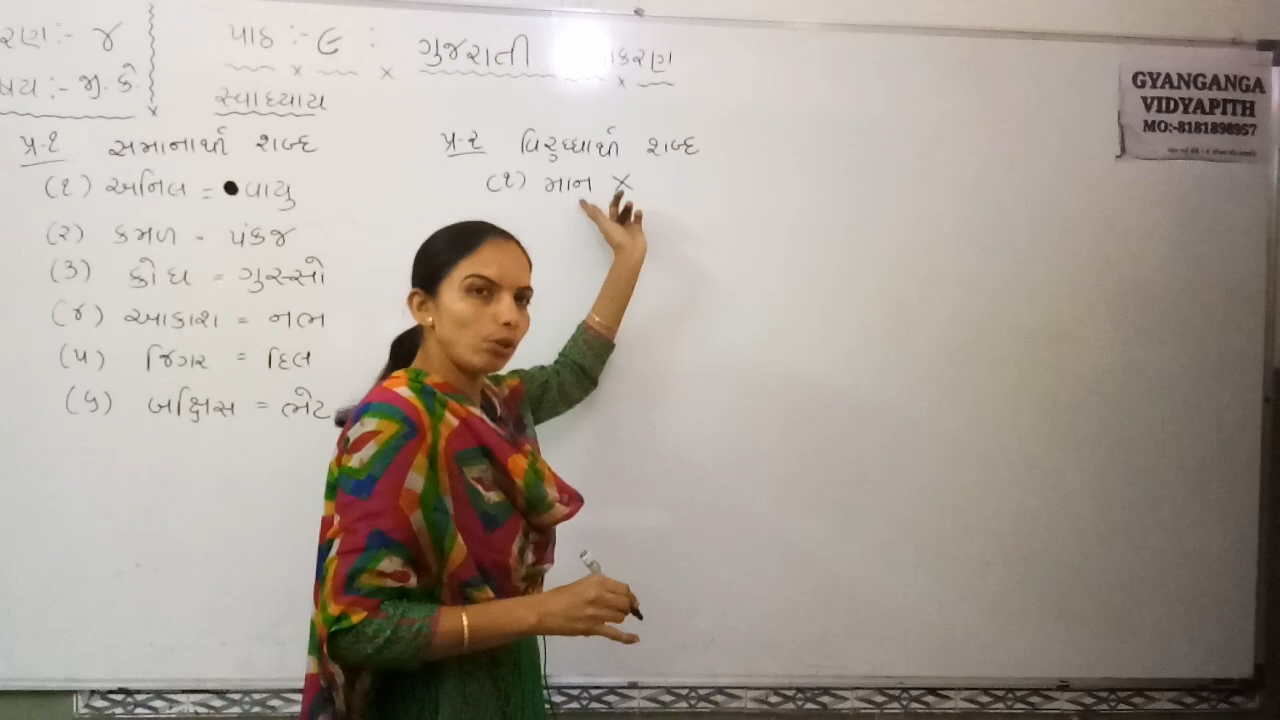 રણ:- ૪
પાઠ :- ૯ : ગુજરાતી કરણ
ષય:- જી.કે.
સ્વાધ્યાય
પ્ર-૧ સમાનાર્થી શબ્દ
(૧) અનિલ = વાયુ
(૨) કમળ - પંકજ
(૩) ક્રોધ = ગુસ્સો
(૪) આકાશ = નભ
(૫) જિગર = દિલ
(૬) બક્ષિસ = ભેટ
પ્ર-૨ વિરુધ્ધાર્થી શબ્દ
(૧) માન X
GYANGANGA
VIDYAPITH
MO:-8181898957